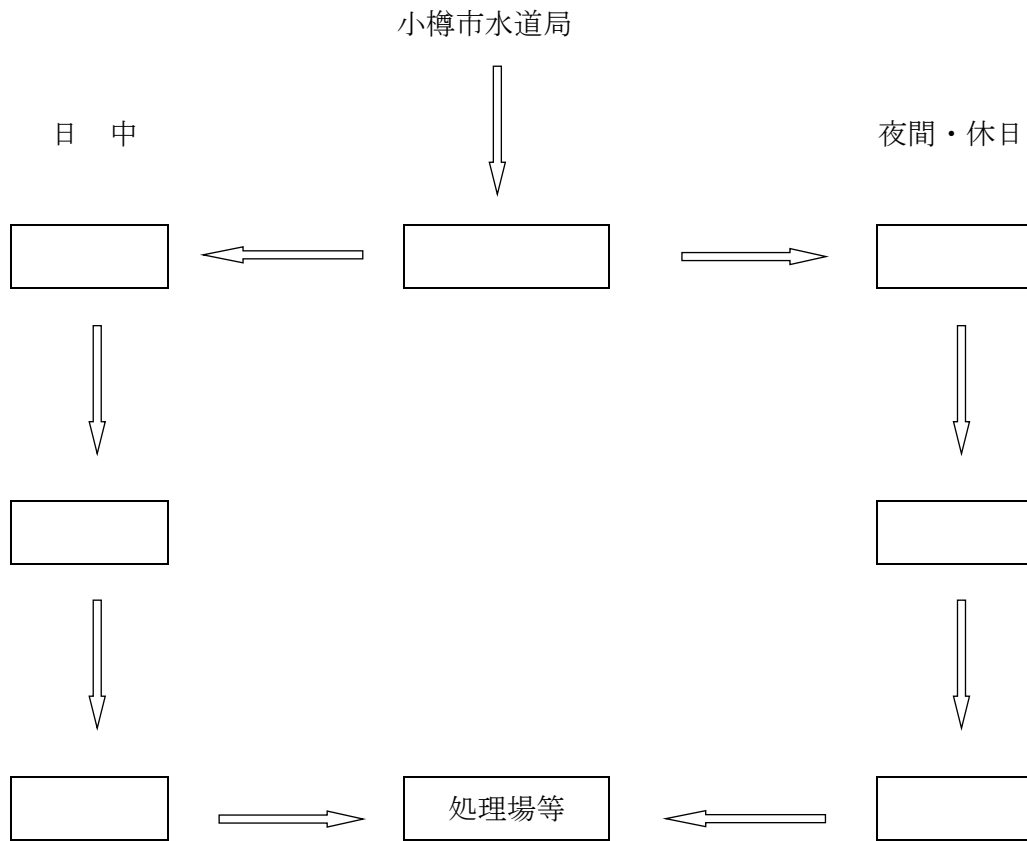 小樽市水道局
日　中
夜間・休日
処理場等